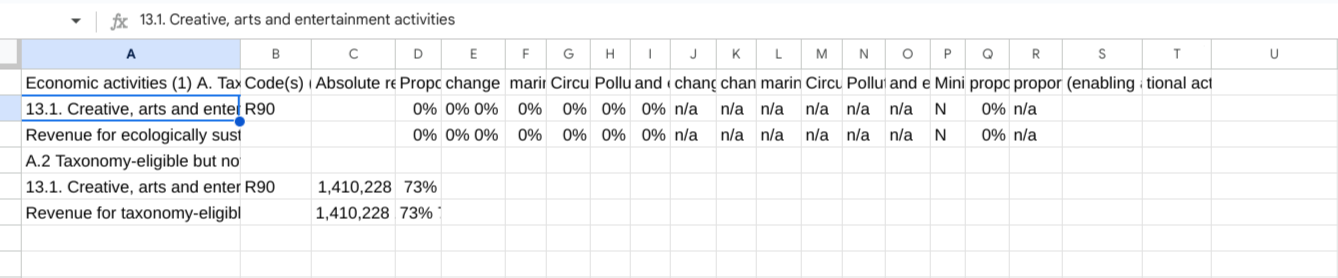 fx 13.1. Creative, arts and entertainment activities
A B C D E F G H I J K L M N O P Q R S T U
Economic activities (1) A. Tax Code(s) Absolute re Propo change marin Circu Pollu and chang chan marin Circu Pollut and e Mini propo propor (enabling tional act
13.1. Creative, arts and enter R90 0% 0% 0% 0% 0% 0% 0% n/a n/a n/a n/a n/a n/a N 0% n/a
Revenue for ecologically sust 0% 0% 0% 0% 0% 0% 0% n/a n/a n/a n/a n/a n/a N 0% n/a
A.2 Taxonomy-eligible but no
13.1. Creative, arts and enter R90 1,410,228 73%
Revenue for taxonomy-eligibl 1,410,228 73%